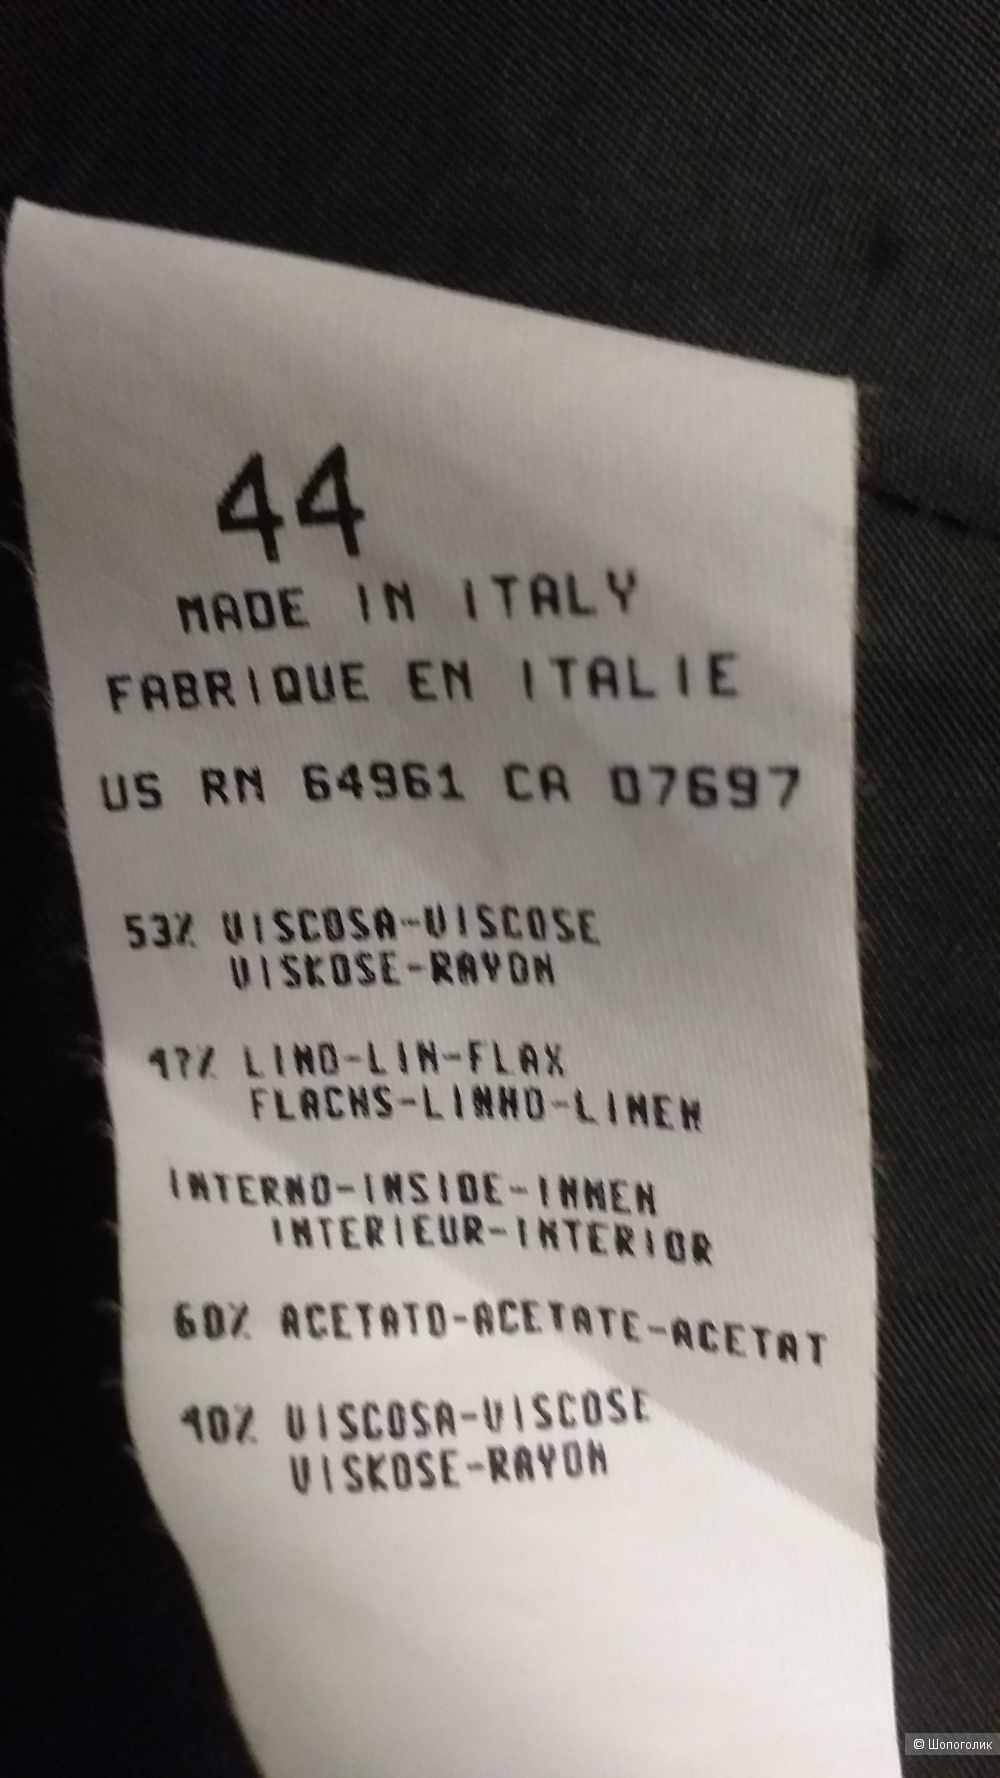 44
MADE IN ITALY
FABRIQUE EN ITALIE
US RN 64961 CA 07697
53% VISCOSA-VISCOSE
VISKOSE-RAYON
47% LINO-LIN-FLAX
FLACHS-LINHO-LINEN
INTERNO-INSIDE-INNEN
INTERIEUR-INTERIOR
60% ACETATO-ACETATE-ACETAT
40% VISCOSA-VISCOSE
VISKOSE-RAYON
© Шопоголик